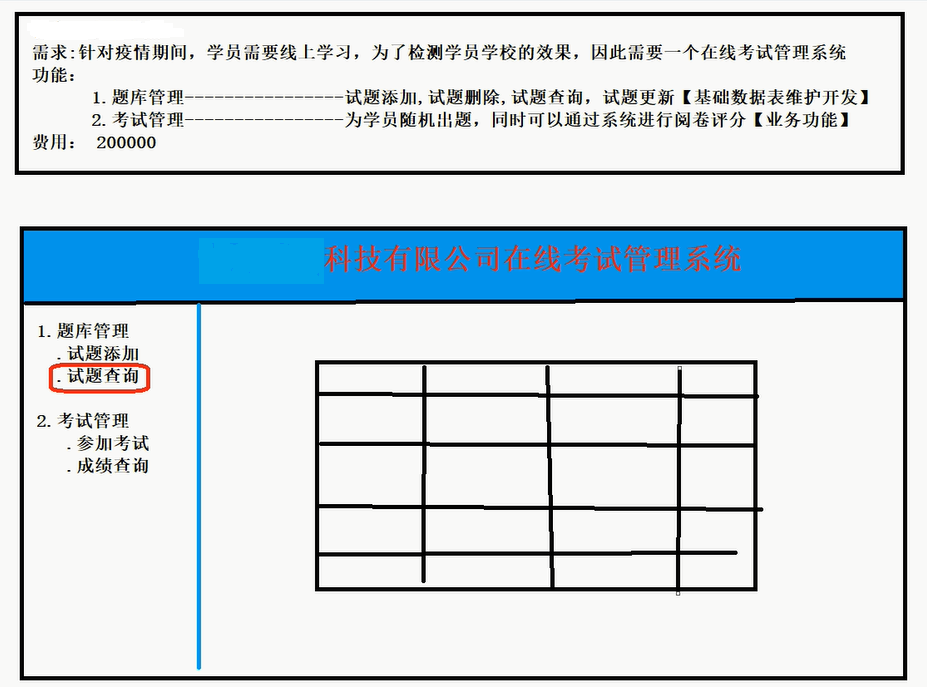 需求:针对疫情期间，学员需要线上学习，为了检测学员学校的效果，因此需要一个在线考试管理系统
功能：
1.题库管理----------------试题添加,试题删除,试题查询，试题更新【基础数据表维护开发】
2.考试管理----------------为学员随机出题，同时可以通过系统进行阅卷评分【业务功能】
费用： 200000
科技有限公司在线考试管理系统
1.题库管理
.试题添加
.试题查询
2.考试管理
.参加考试
.成绩查询